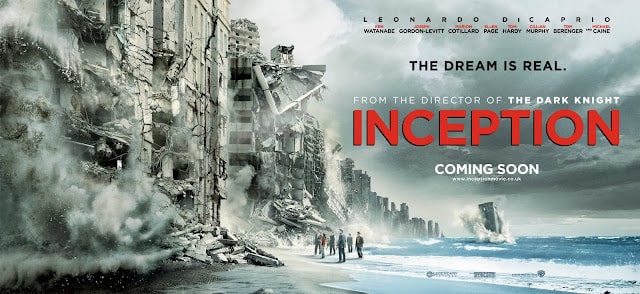 LEONARDO DiCAPRIO
KEN WATANABE JOSEPH GORDON-LEVITT MARION COTILLARD ELLEN PAGE TOM HARDY CILLIAN MURPHY TOM BERENGER AND MICHAEL CAINE
THE DREAM IS REAL.
FROM THE DIRECTOR OF THE DARK KNIGHT
INCEPTION
COMING SOON
www.inceptionmovie.co.uk